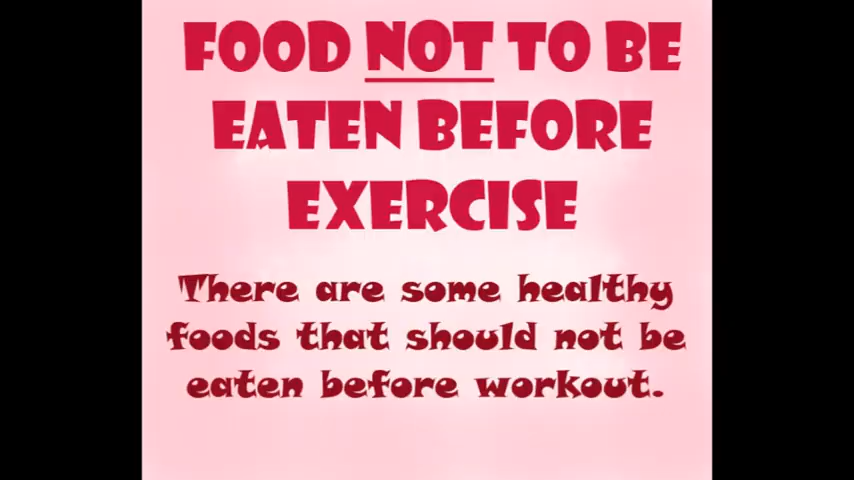 FOOD NOT TO BE
EATEN BEFORE
EXERCISE
There are some healthy
foods that should not be
eaten before workout.